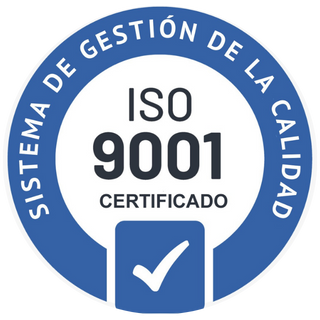 SISTEMA DE GESTIÓN DE LA CALIDAD
ISO
9001
CERTIFICADO